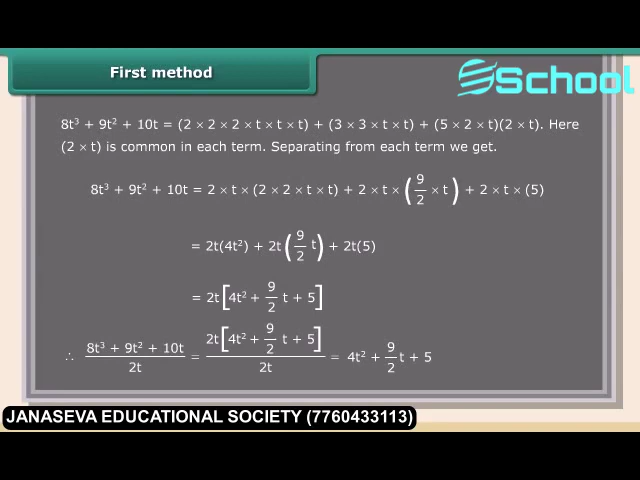 First method
School
8t³ + 9t² + 10t = (2 × 2 × 2 × t × t × t) + (3 × 3 × t × t) + (5 × 2 × t)(2 × t). Here
(2 × t) is common in each term. Separating from each term we get.
8t³ + 9t² + 10t = 2 × t × (2 × 2 × t × t) + 2 × t × (9/2 × t) + 2 × t × (5)
= 2t(4t²) + 2t(9/2 t) + 2t(5)
= 2t[4t² + 9/2 t + 5]
∴ (8t³ + 9t² + 10t)/2t = 2t[4t² + 9/2 t + 5]/2t = 4t² + 9/2 t + 5
JANASEVA EDUCATIONAL SOCIETY (7760433113)